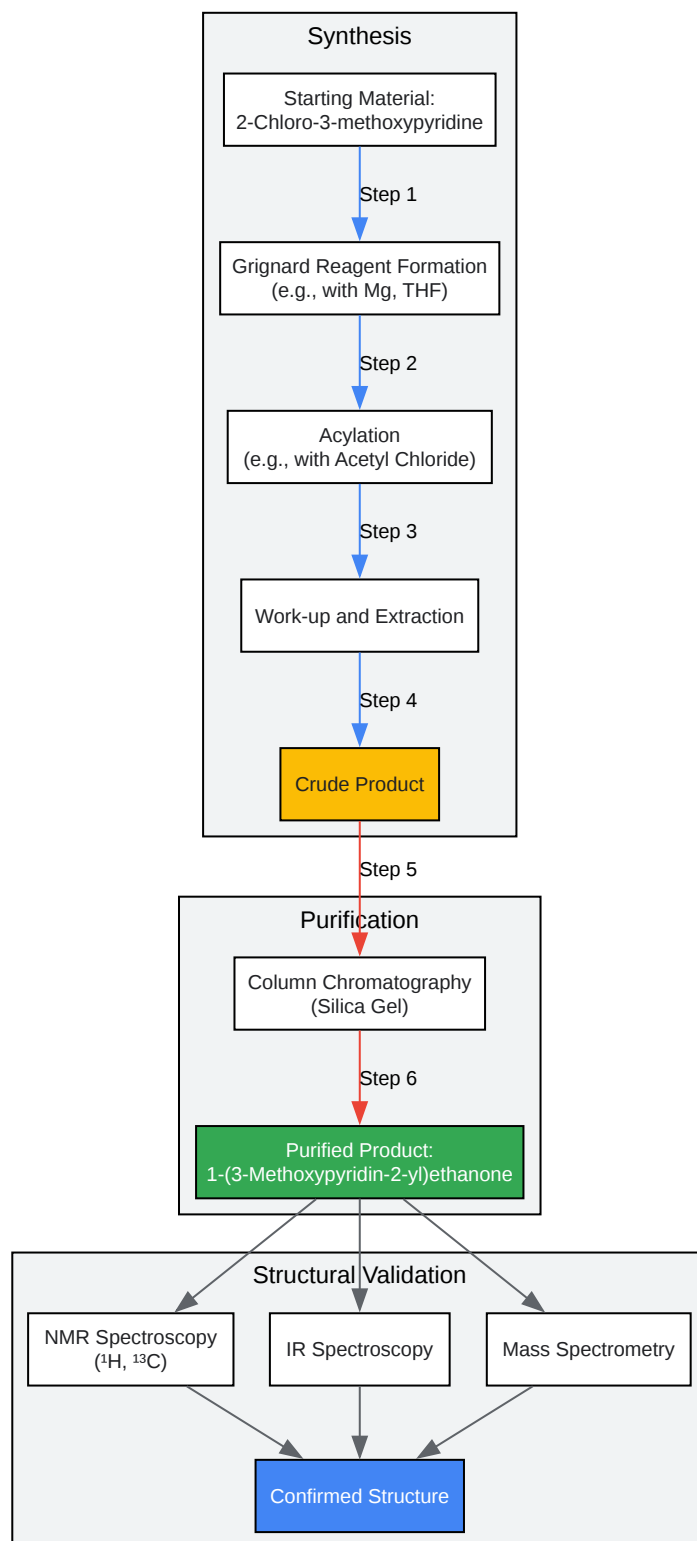 Synthesis
Starting Material:
2-Chloro-3-methoxypyridine
Step 1
Grignard Reagent Formation
(e.g., with Mg, THF)
Step 2
Acylation
(e.g., with Acetyl Chloride)
Step 3
Work-up and Extraction
Step 4
Crude Product
Step 5
Purification
Column Chromatography
(Silica Gel)
Step 6
Purified Product:
1-(3-Methoxypyridin-2-yl)ethanone
Structural Validation
NMR Spectroscopy
(¹H, ¹³C)
IR Spectroscopy
Mass Spectrometry
Confirmed Structure